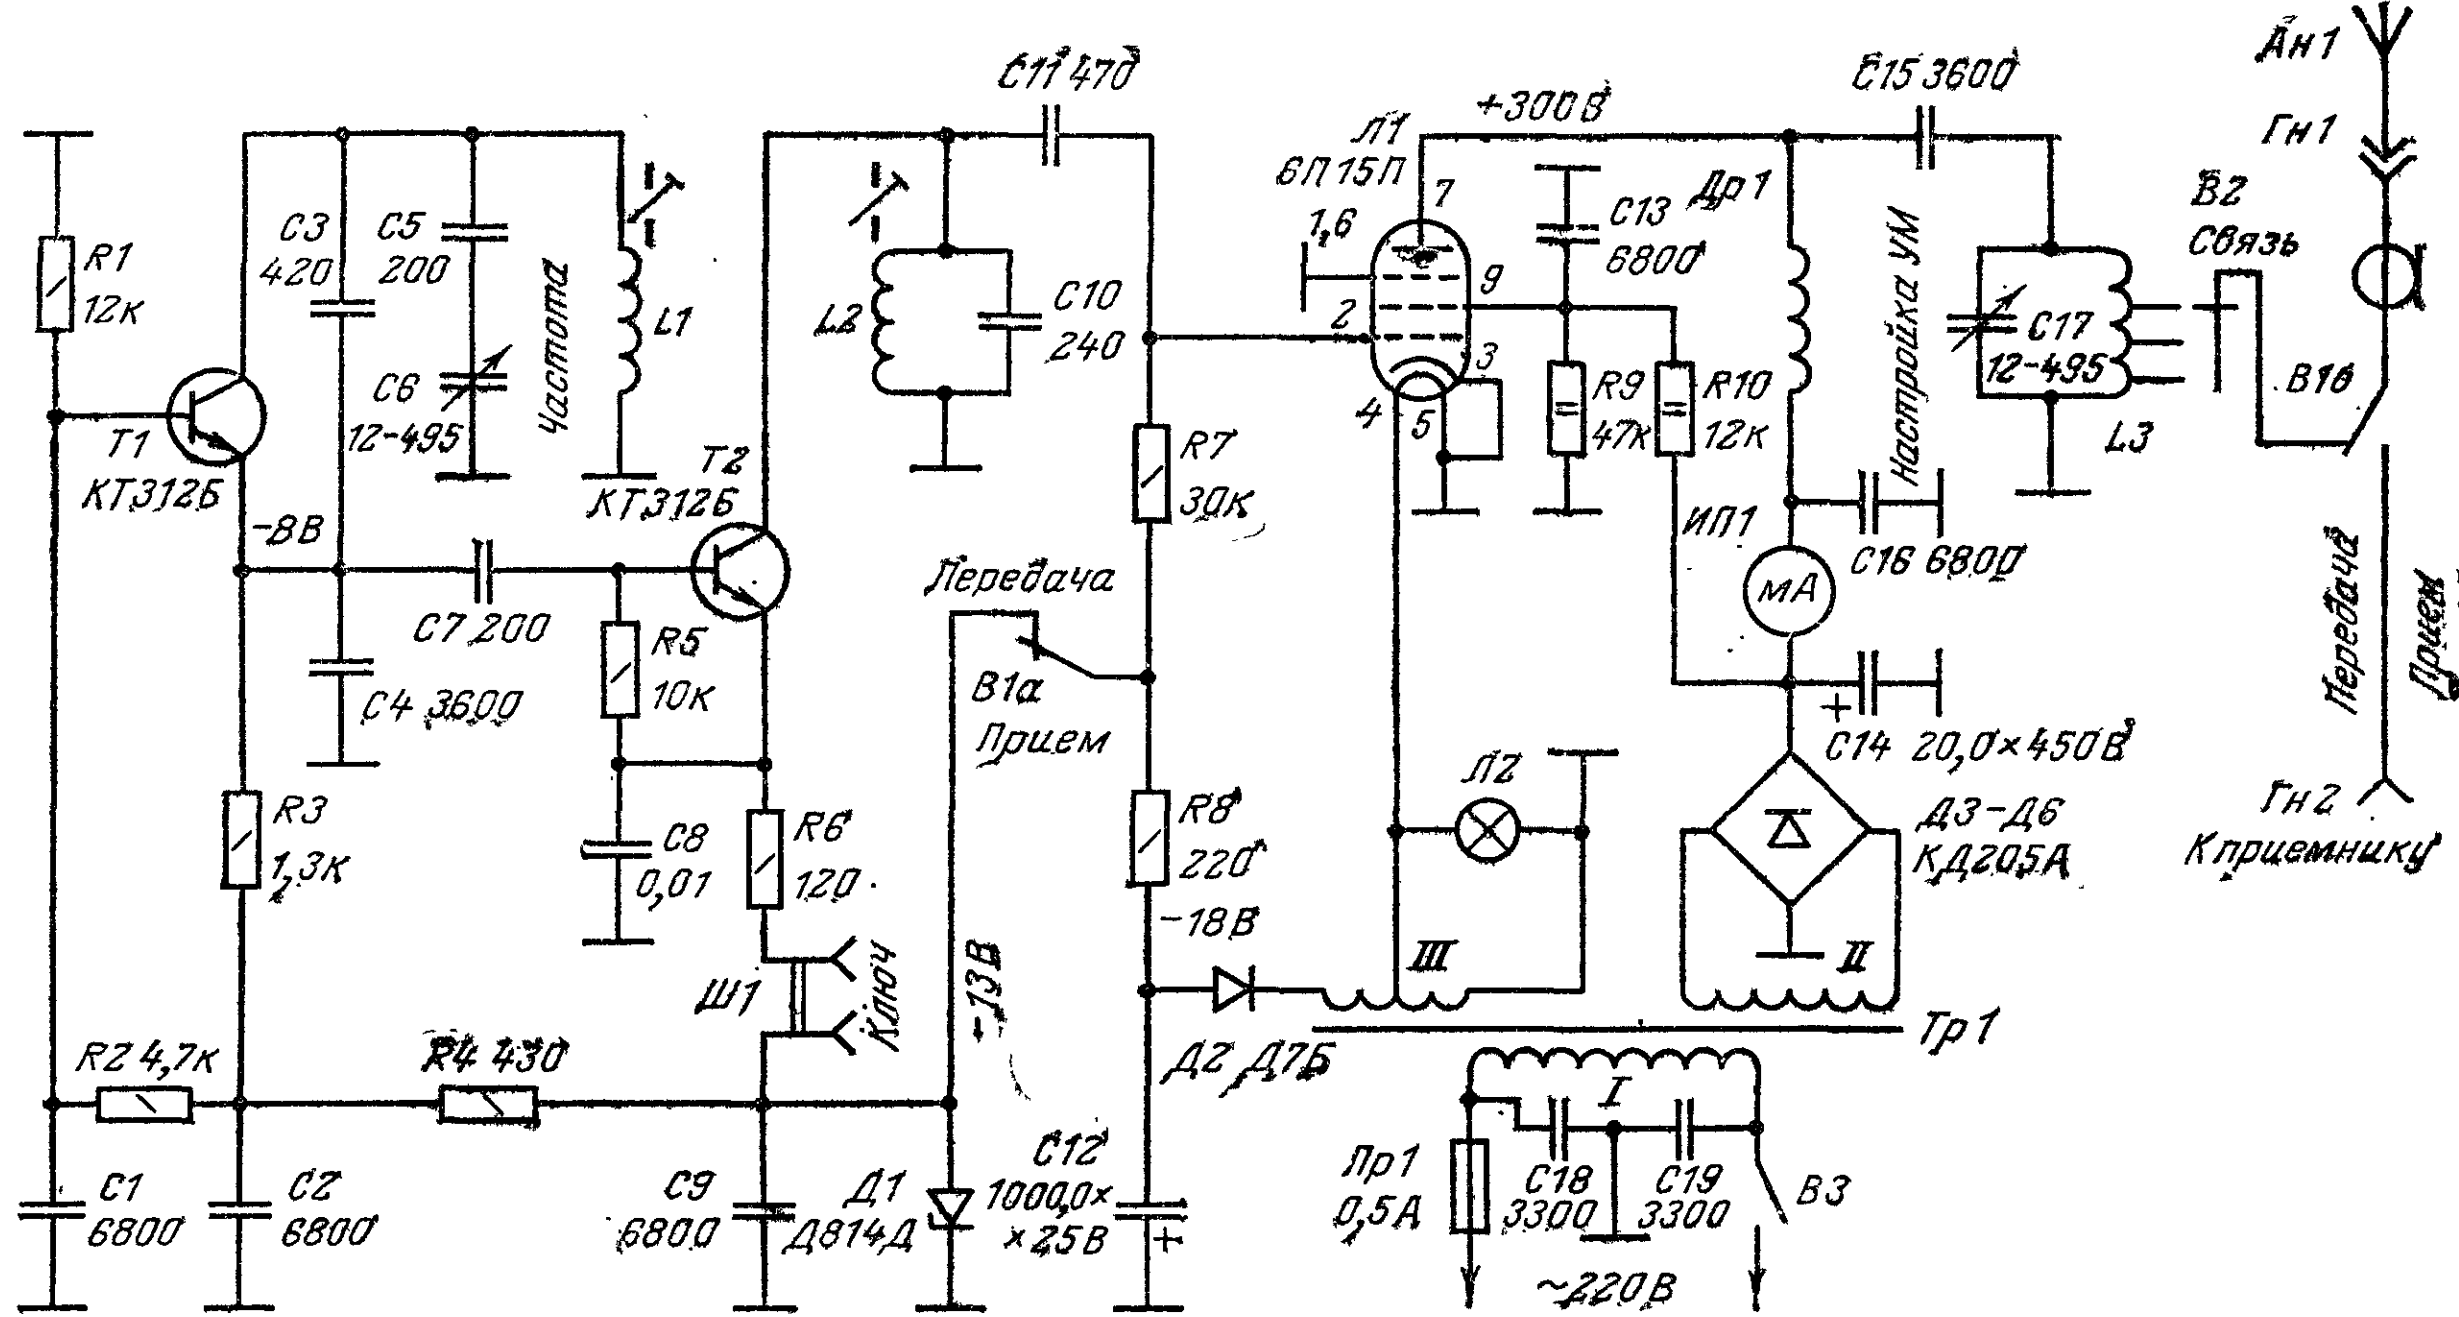 Ан1
С11 470
С15 3600
+300В
Гн1
Л1
6П15П
7
Др1
В2
Связь
1,6
С13
6800
С3
420
С5
200
R1
12к
Частота
L1
L2
С10
240
9
2
3
Настройка УМ
С17
12-495
В1б
С6
12-495
4
5
R9
47к
R10
12к
L3
Т1
КТ312Б
Т2
КТ312Б
R7
30к
-8В
ИП1
С16 6800
мА
Передача
Прием
С7 200
R5
10к
Передача
В1а
Прием
С4 3600
+
С14 20,0×450В
Л2
Д3-Д6
КД205А
Гн2
К приемнику
R3
1,3к
С8
0,01
R6
120
R8
220
-18В
-13В
Ш1
Ключ
III
II
Тр1
R2 4,7к
R4 430
Д2 Д7Б
I
С1
6800
С2
6800
С9
6800
Д1
Д814Д
С12
1000,0×
×25В
+
Пр1
0,5А
С18
3300
С19
3300
В3
~220В